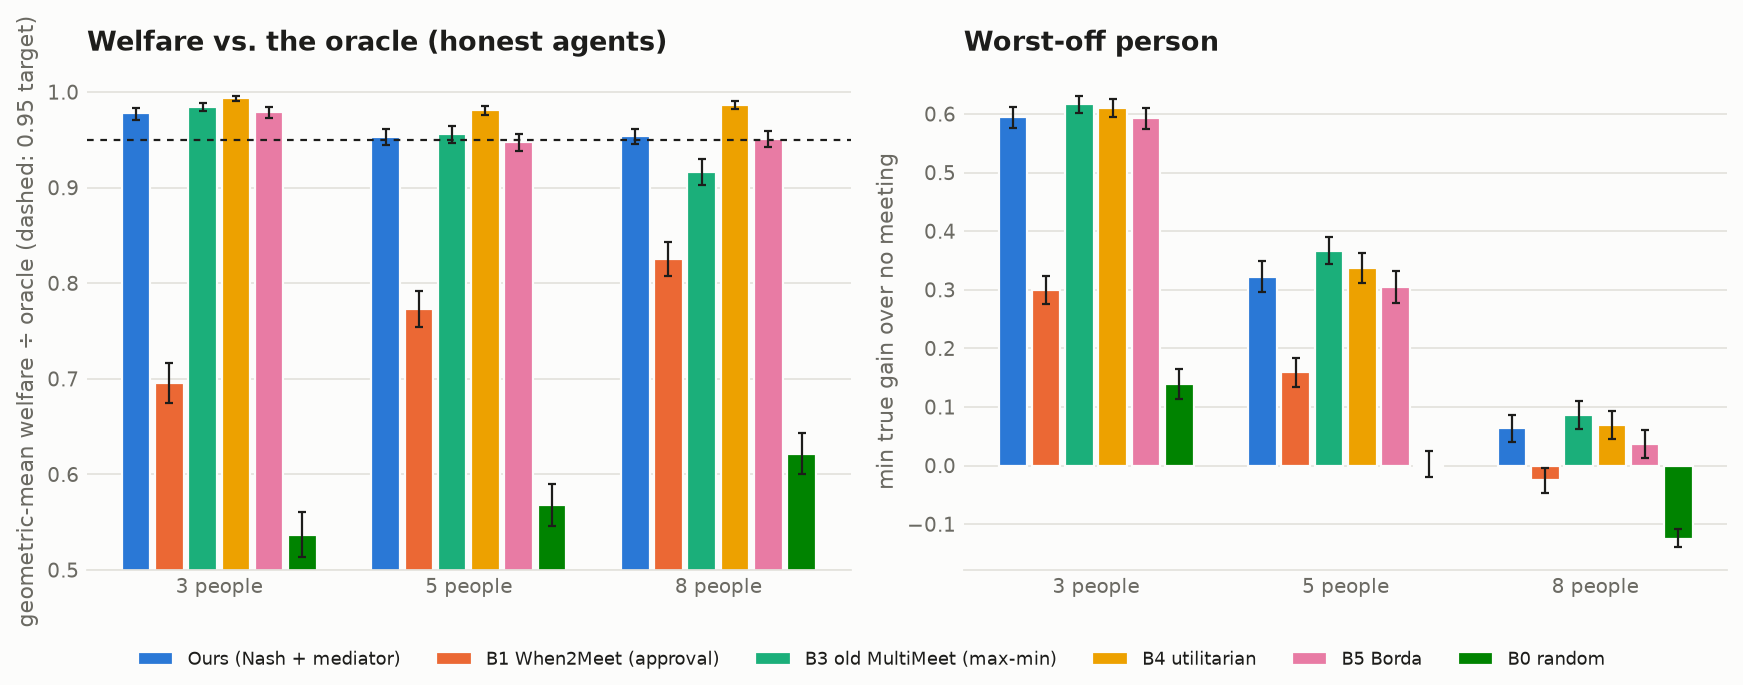 Welfare vs. the oracle (honest agents)
geometric-mean welfare ÷ oracle (dashed: 0.95 target)
1.0
0.9
0.8
0.7
0.6
0.5
3 people
5 people
8 people
Worst-off person
min true gain over no meeting
0.6
0.5
0.4
0.3
0.2
0.1
0.0
−0.1
3 people
5 people
8 people
Ours (Nash + mediator)
B1 When2Meet (approval)
B3 old MultiMeet (max-min)
B4 utilitarian
B5 Borda
B0 random